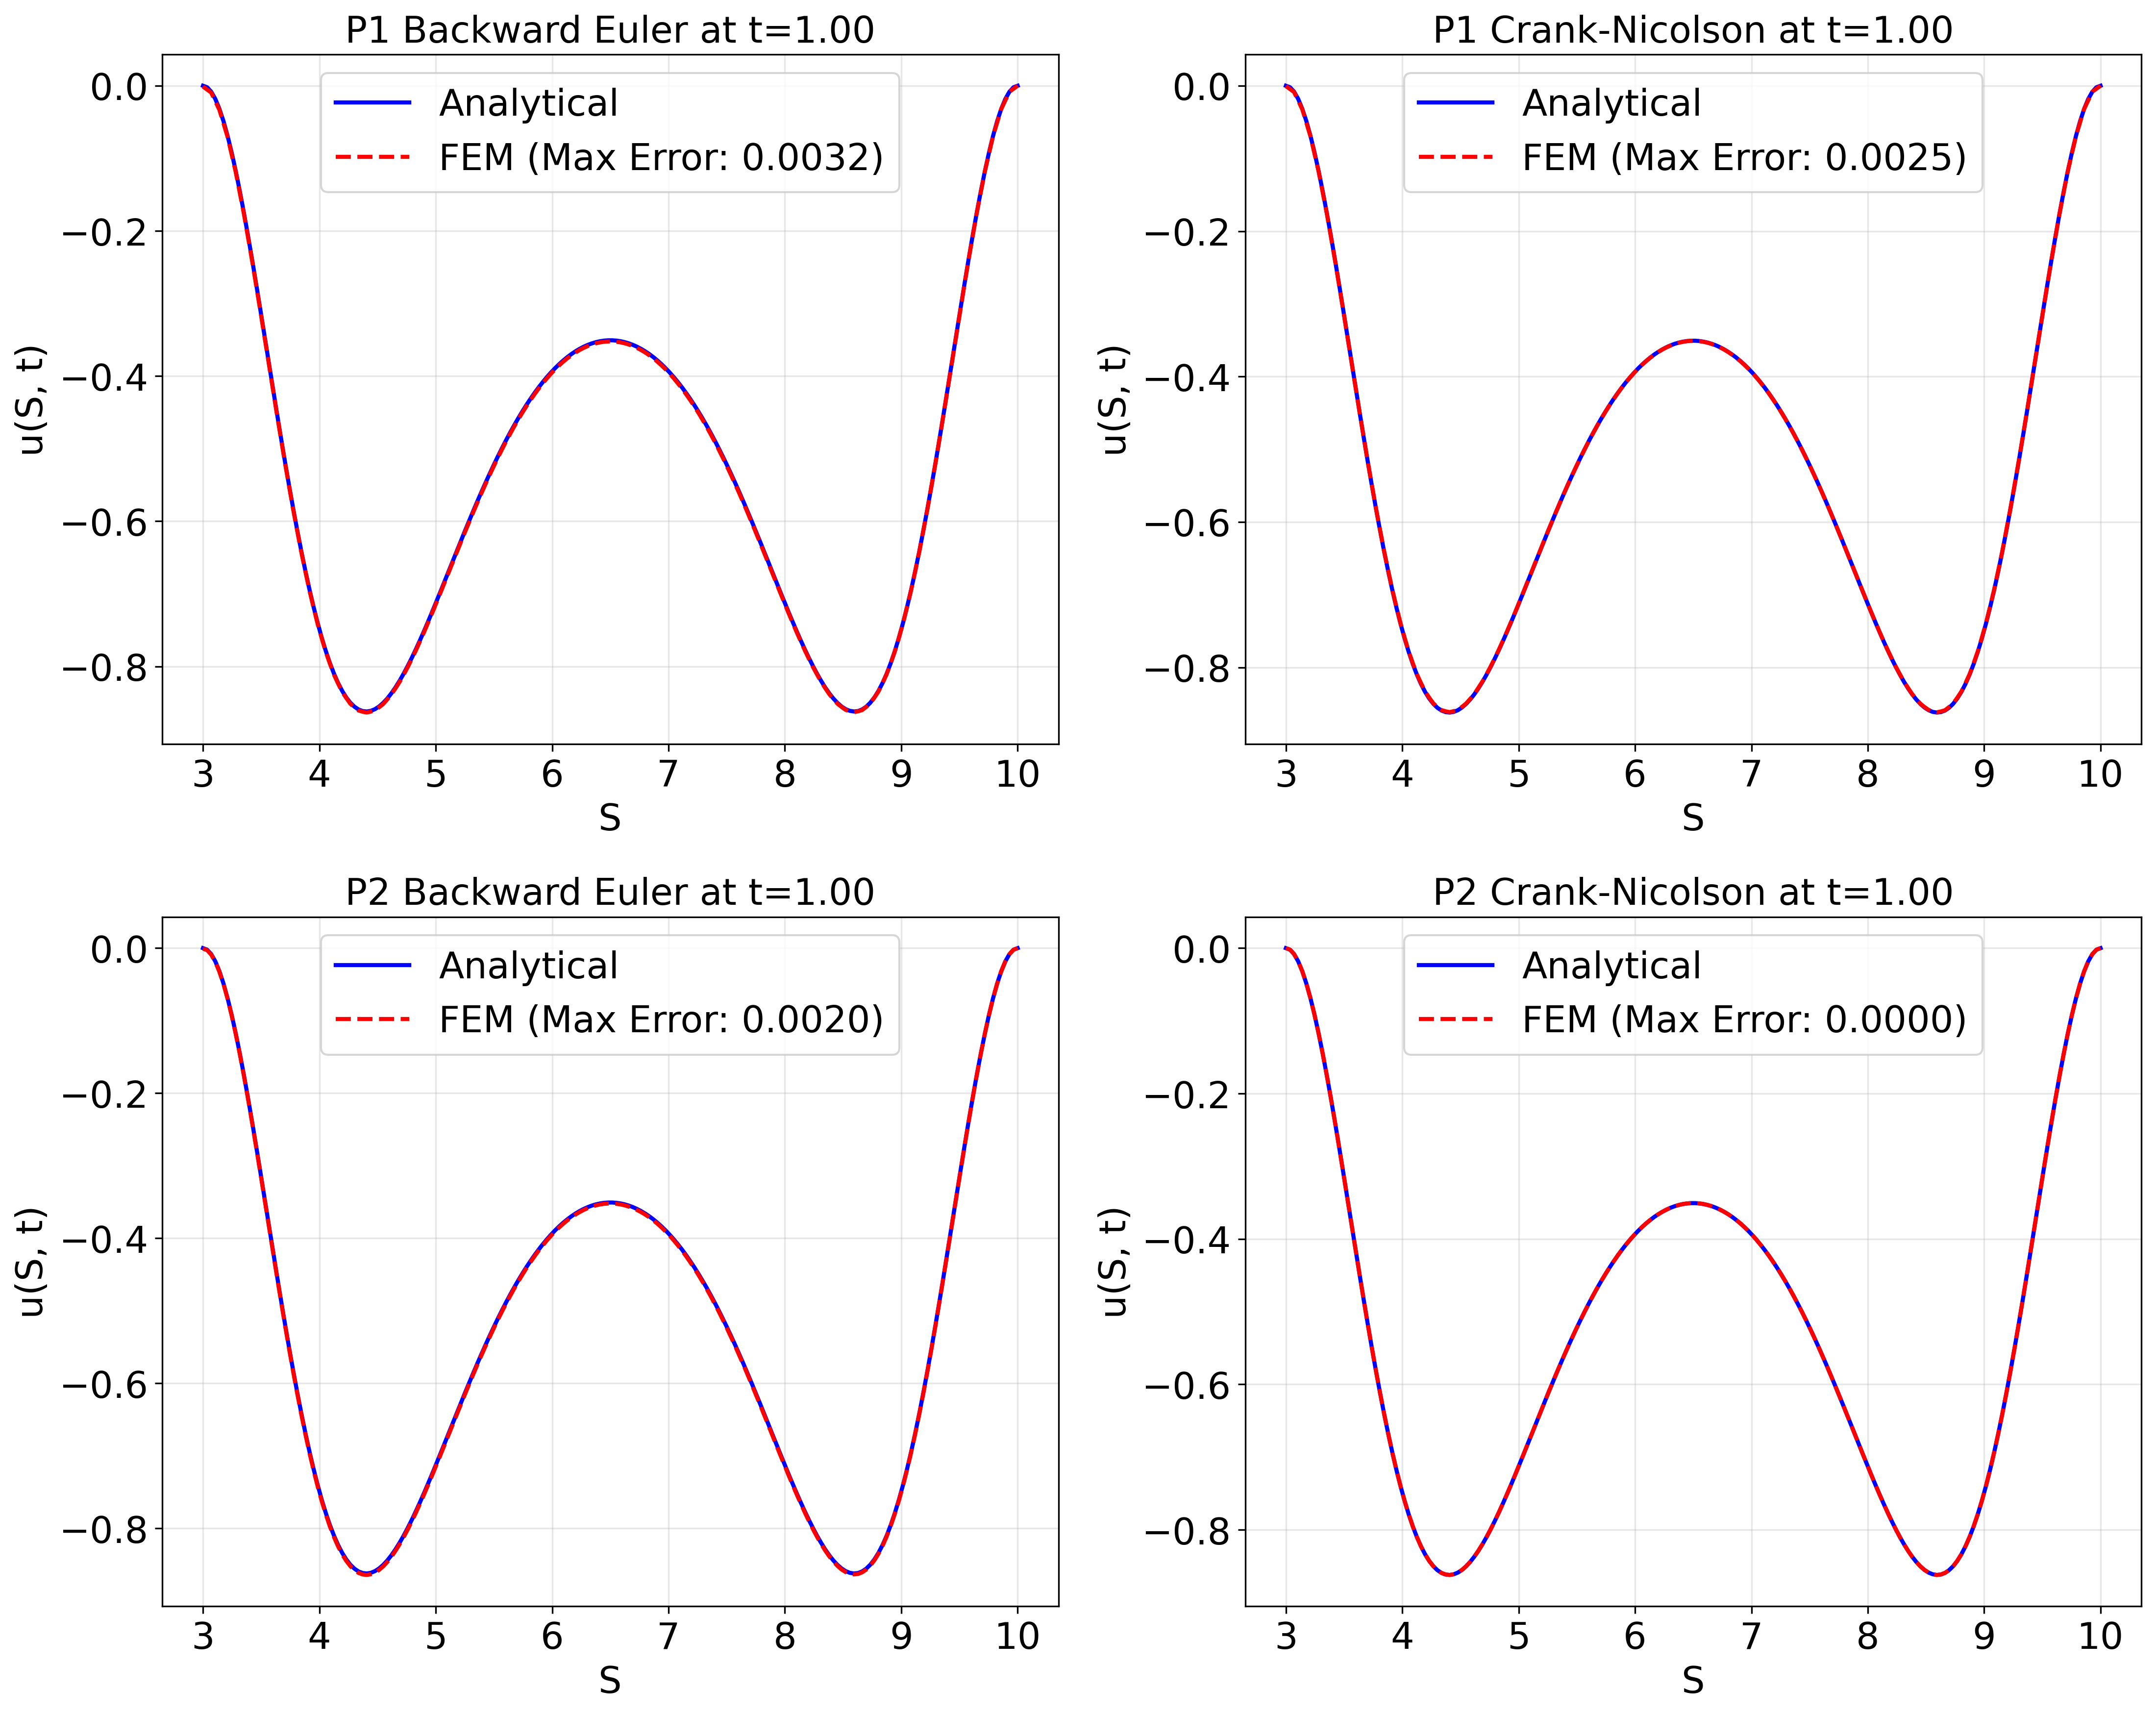 P1 Backward Euler at t=1.00
Analytical
FEM (Max Error: 0.0032)
0.0
−0.2
−0.4
−0.6
−0.8
u(S, t)
3 4 5 6 7 8 9 10
S
P1 Crank-Nicolson at t=1.00
Analytical
FEM (Max Error: 0.0025)
0.0
−0.2
−0.4
−0.6
−0.8
u(S, t)
3 4 5 6 7 8 9 10
S
P2 Backward Euler at t=1.00
Analytical
FEM (Max Error: 0.0020)
0.0
−0.2
−0.4
−0.6
−0.8
u(S, t)
3 4 5 6 7 8 9 10
S
P2 Crank-Nicolson at t=1.00
Analytical
FEM (Max Error: 0.0000)
0.0
−0.2
−0.4
−0.6
−0.8
u(S, t)
3 4 5 6 7 8 9 10
S